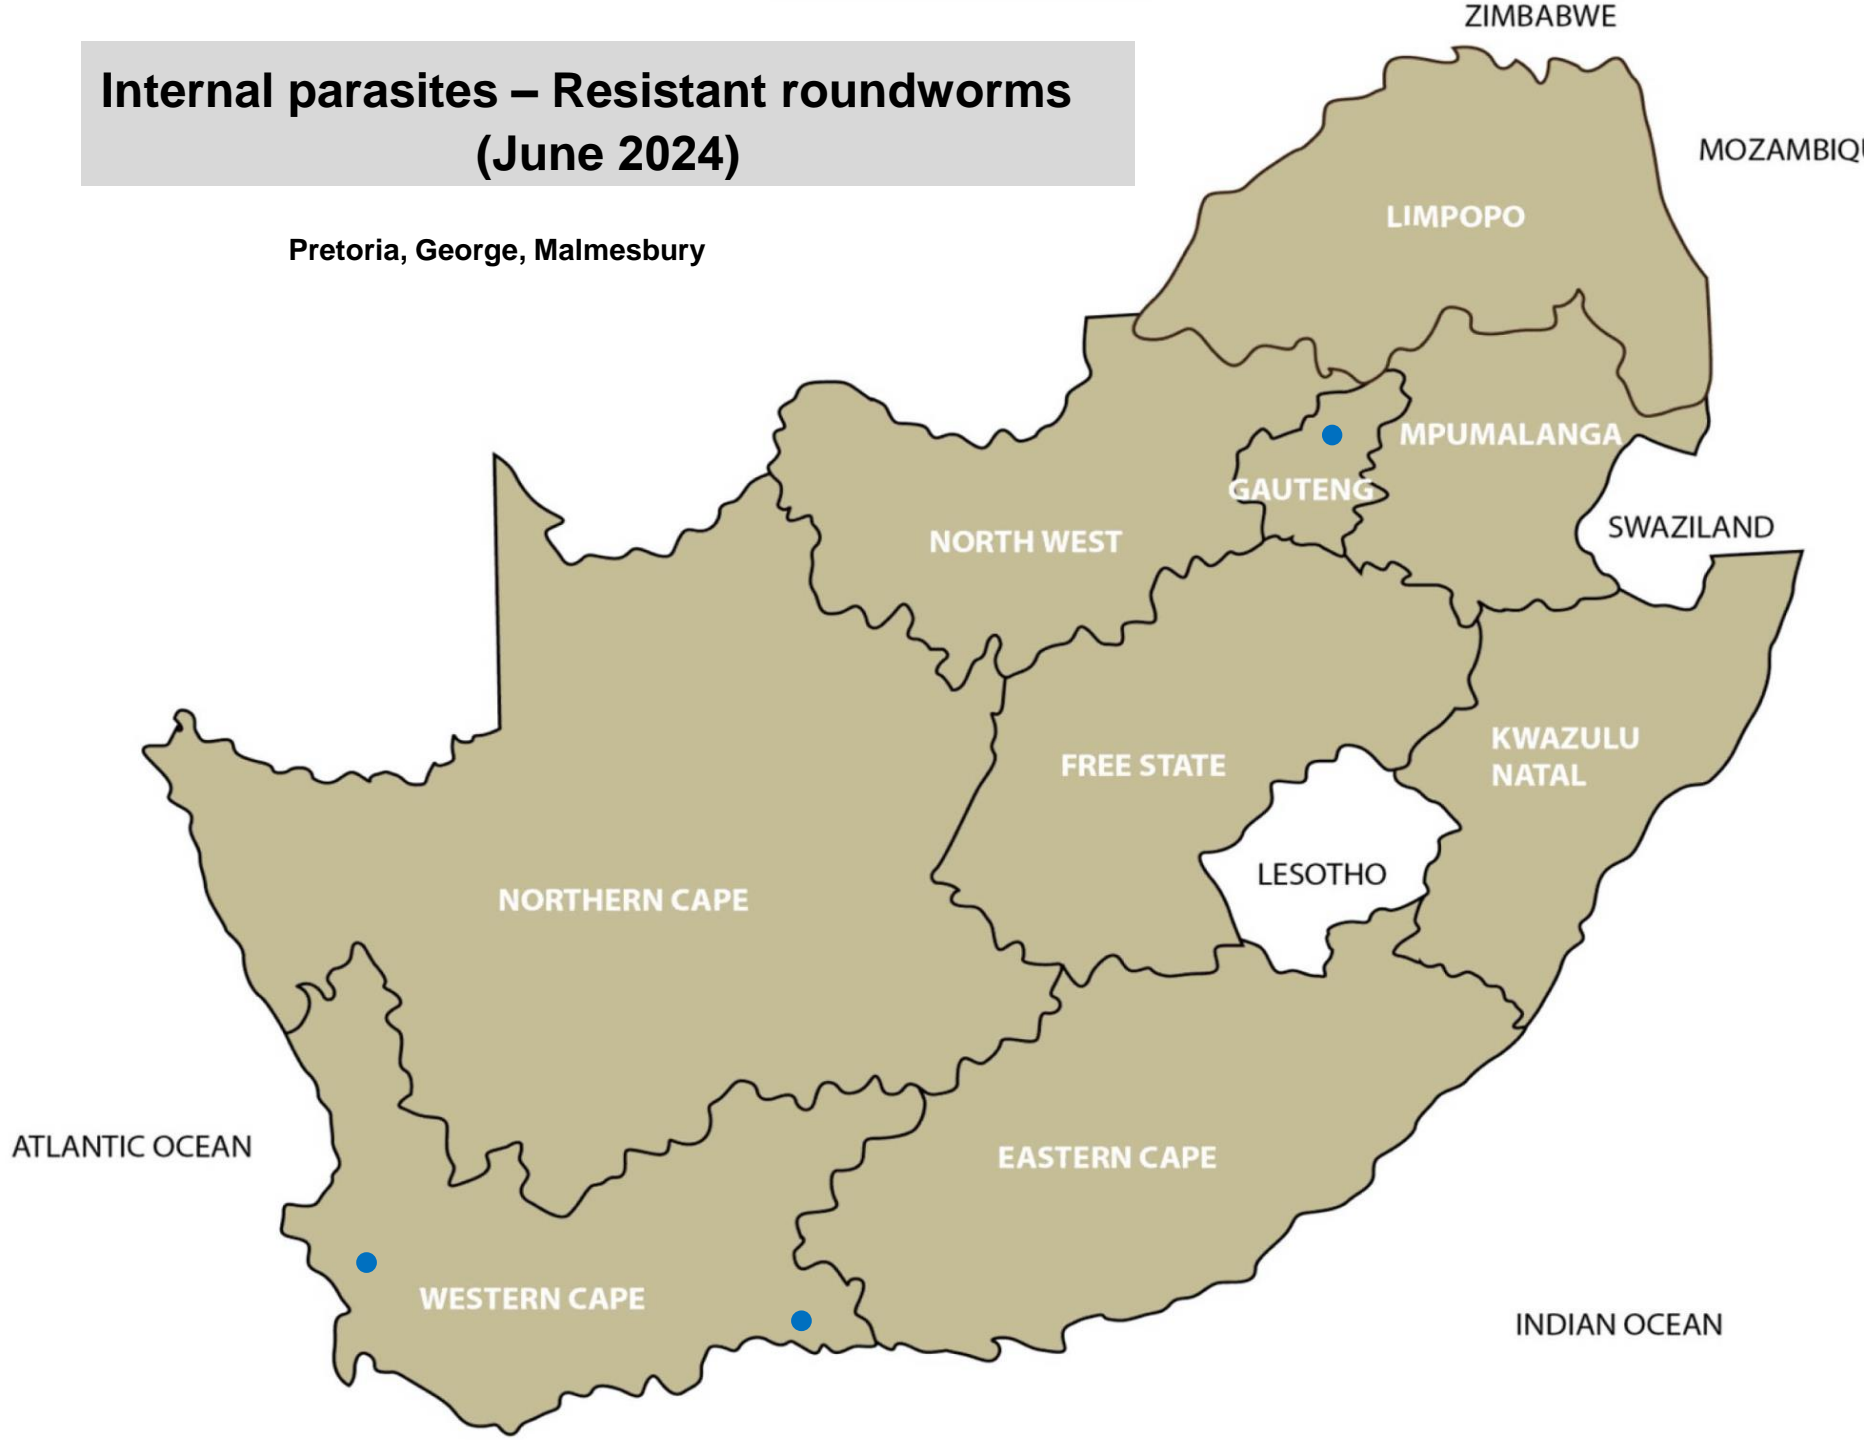 ZIMBABWE
Internal parasites – Resistant roundworms
(June 2024)
MOZAMBIQU
LIMPOPO
Pretoria, George, Malmesbury
MPUMALANGA
GAUTENG
SWAZILAND
NORTH WEST
KWAZULU
NATAL
FREE STATE
LESOTHO
NORTHERN CAPE
ATLANTIC OCEAN
EASTERN CAPE
WESTERN CAPE
INDIAN OCEAN